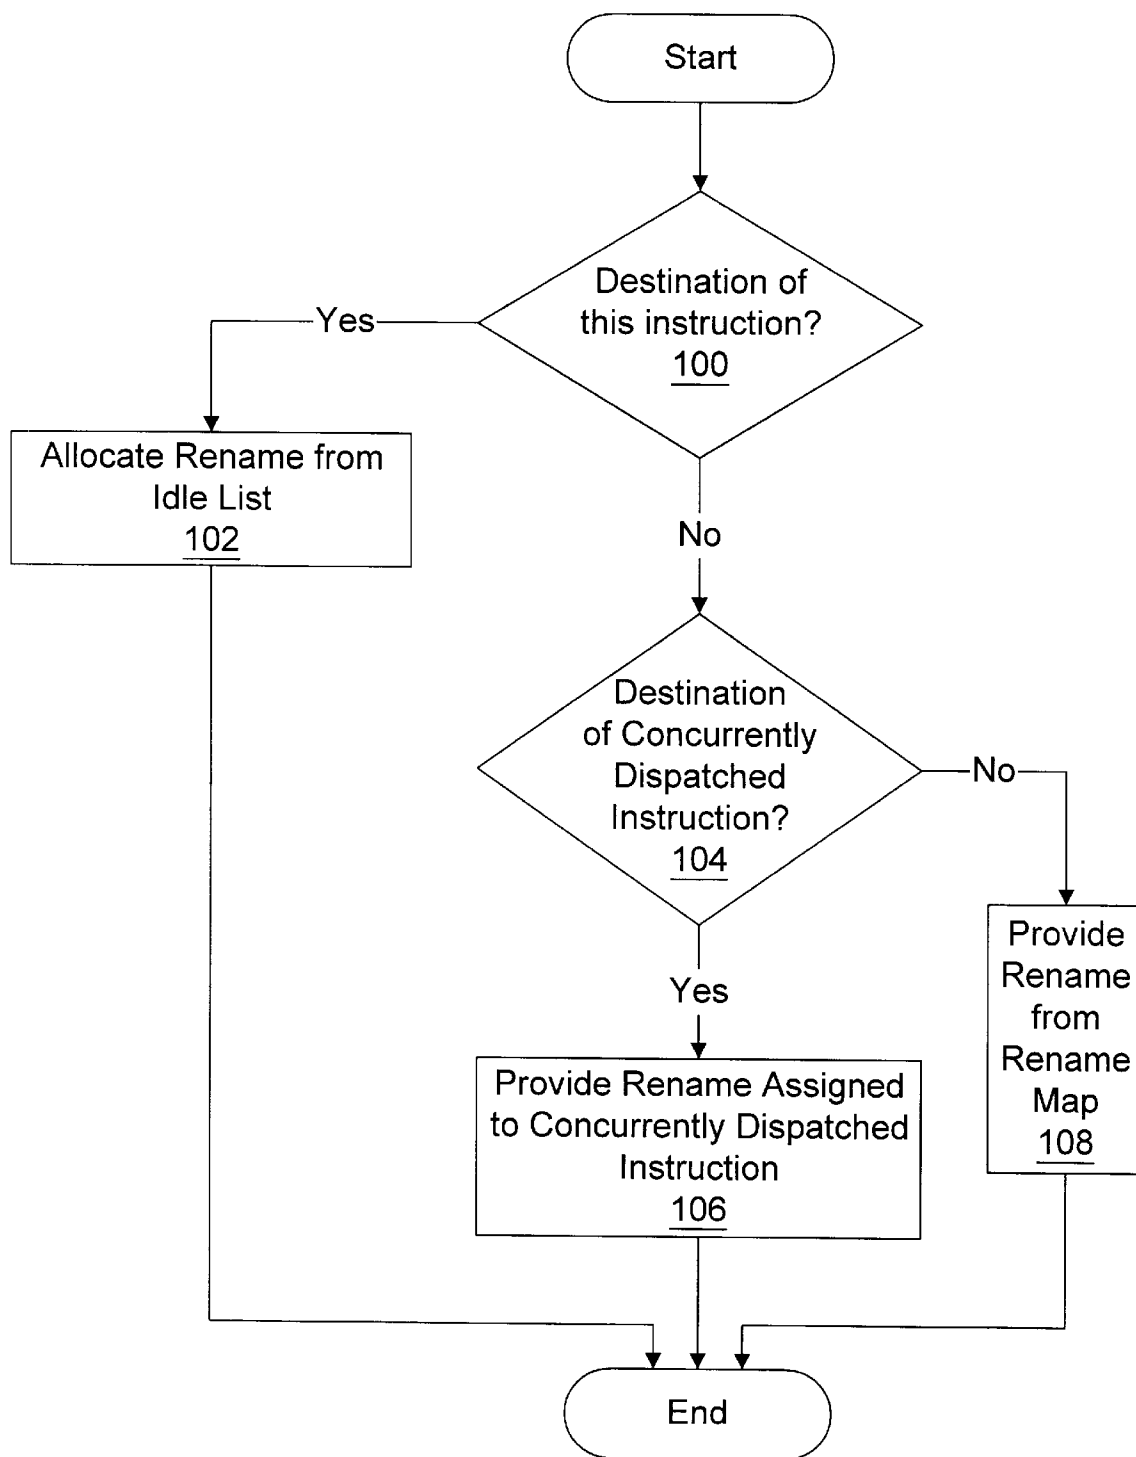 Start
Destination of
this instruction?
100
Yes
Allocate Rename from
Idle List
102
No
Destination
of Concurrently
Dispatched
Instruction?
104
No
Yes
Provide
Rename
from
Rename
Map
108
Provide Rename Assigned
to Concurrently Dispatched
Instruction
106
End